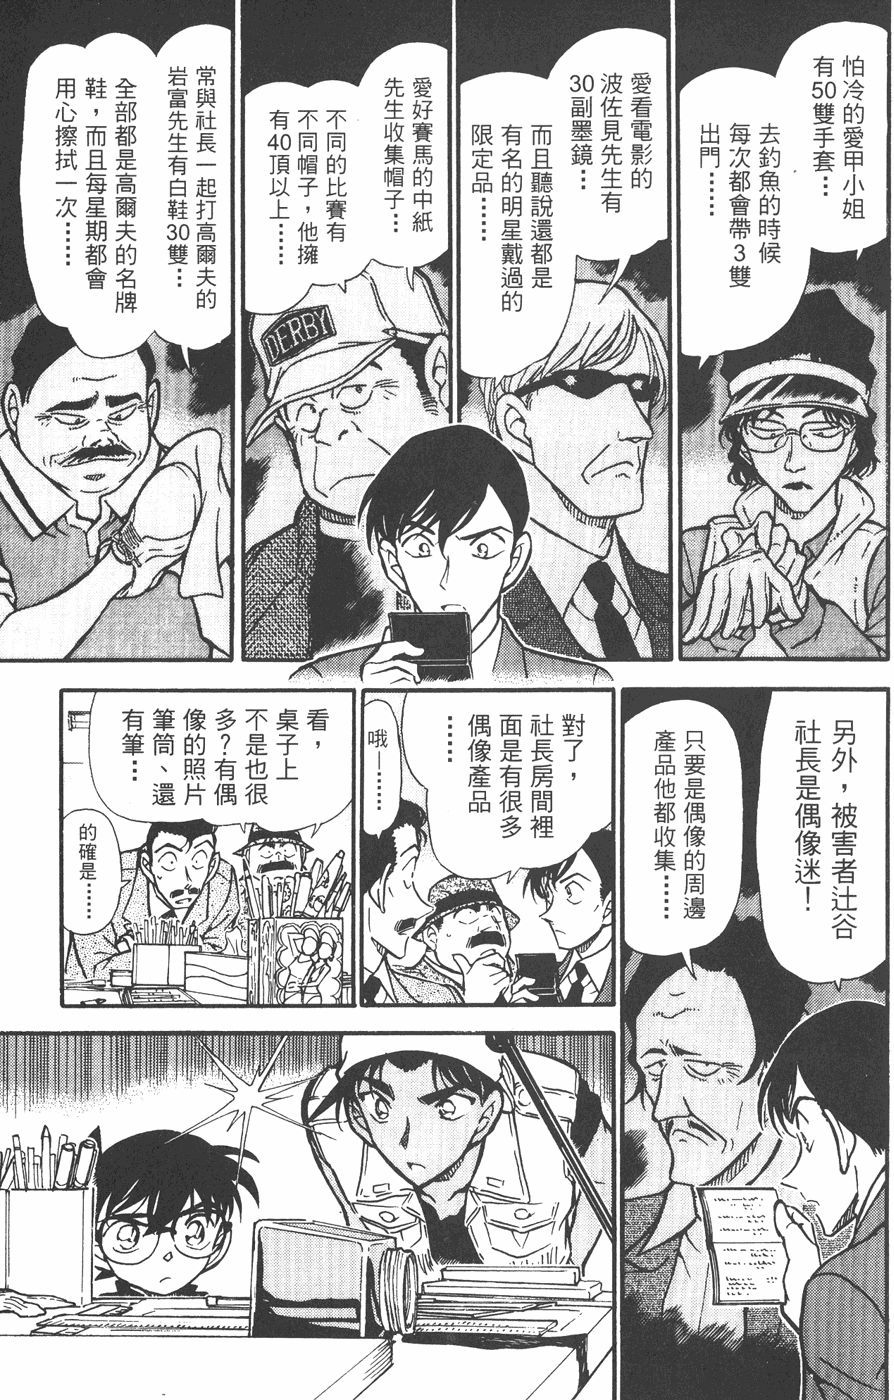 怕冷的愛甲小姐
有50雙手套…
去釣魚的時候
每次都會帶3雙
出門……
愛看電影的
波佐見先生有
30副墨鏡…
而且聽說還都是
有名的明星戴過的
限定品……
愛好賽馬的中紙
先生收集帽子…
不同的比賽有
不同帽子，他擁
有40頂以上……
DERBY
常與社長一起打高爾夫的
岩富先生有白鞋30雙…
全部都是高爾夫的名牌
鞋，而且每星期都會
用心擦拭一次……
另外，被害者辻谷
社長是偶像迷！
只要是偶像的周邊
產品他都收集……
對了，
社長房間裡
面是有很多
偶像產品
……
哦—……
看，
桌子上
不是也很
多？有偶
像的照片
筆筒、還
有筆…
的確是……